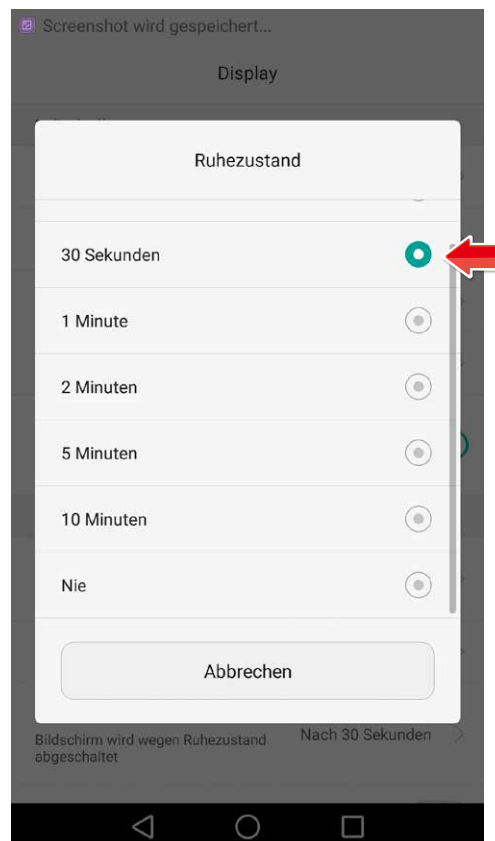 Screenshot wird gespeichert...
Display
Ruhezustand
30 Sekunden
1 Minute
2 Minuten
5 Minuten
10 Minuten
Nie
Abbrechen
Bildschirm wird wegen Ruhezustand
abgeschaltet
Nach 30 Sekunden